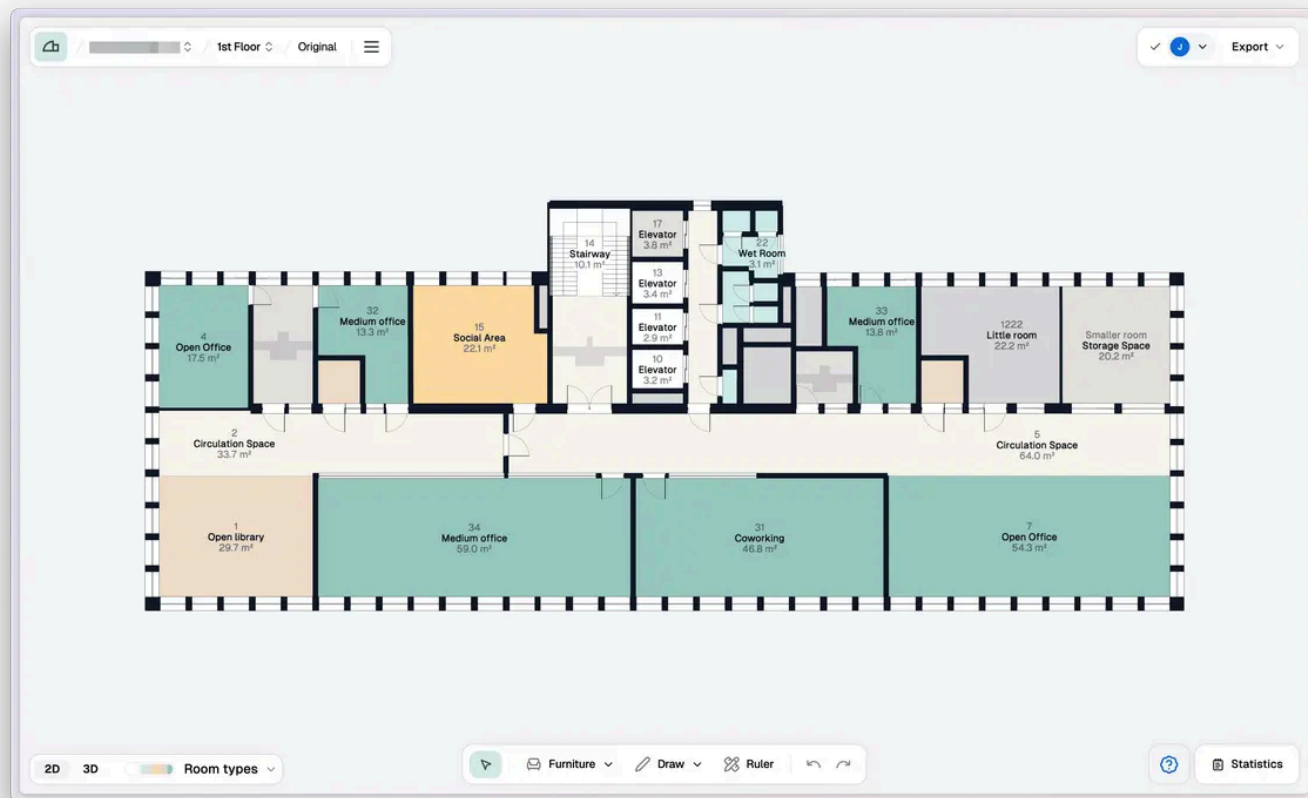 1st Floor
Original
J
Export
14
Stairway
10.1 m²
17
Elevator
3.8 m²
22
Wet Room
3.1 m²
13
Elevator
3.4 m²
11
Elevator
2.9 m²
10
Elevator
3.2 m²
4
Open Office
17.5 m²
32
Medium office
13.3 m²
15
Social Area
22.1 m²
33
Medium office
13.8 m²
1222
Little room
22.2 m²
Smaller room
Storage Space
20.2 m²
2
Circulation Space
33.7 m²
5
Circulation Space
64.0 m²
1
Open library
29.7 m²
34
Medium office
59.0 m²
31
Coworking
46.8 m²
7
Open Office
54.3 m²
2D
3D
Room types
Furniture
Draw
Ruler
?
Statistics